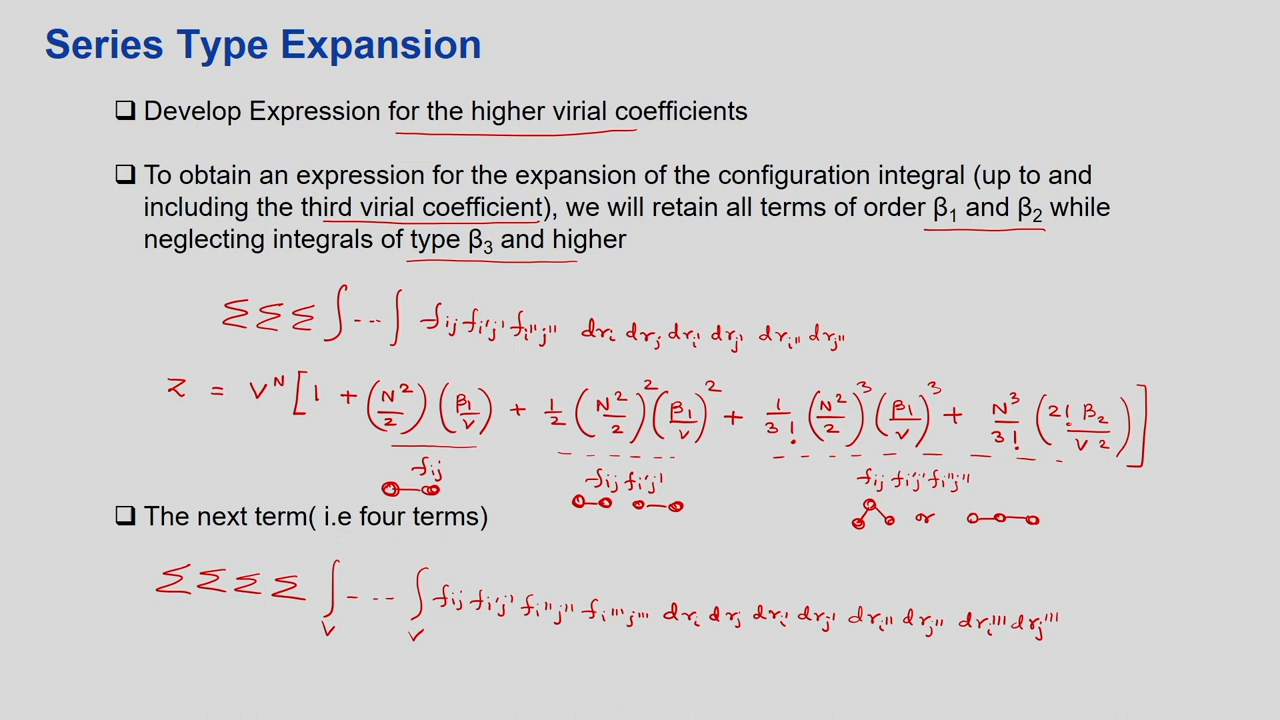 Series Type Expansion
❑ Develop Expression for the higher virial coefficients
❑ To obtain an expression for the expansion of the configuration integral (up to and
including the third virial coefficient), we will retain all terms of order β₁ and β₂ while
neglecting integrals of type β₃ and higher
Σ Σ Σ ∫ --- ∫ fij fi'j' fi''j'' dri drj dri' drj' dri'' drj''
Z = V^N [ 1 + (N²/2) (β₁/V) + 1/2 (N²/2)² (β₁/V)² + 1/3! (N²/2)³ (β₁/V)³ + N³/3! (2! β₂/V²) ]
fij fij fi'j' fij fi'j' fi''j''
or
❑ The next term( i.e four terms)
Σ Σ Σ Σ ∫V --- ∫V fij fi'j' fi''j'' fi'''j''' dri drj dri' drj' dri'' drj'' dri''' drj'''